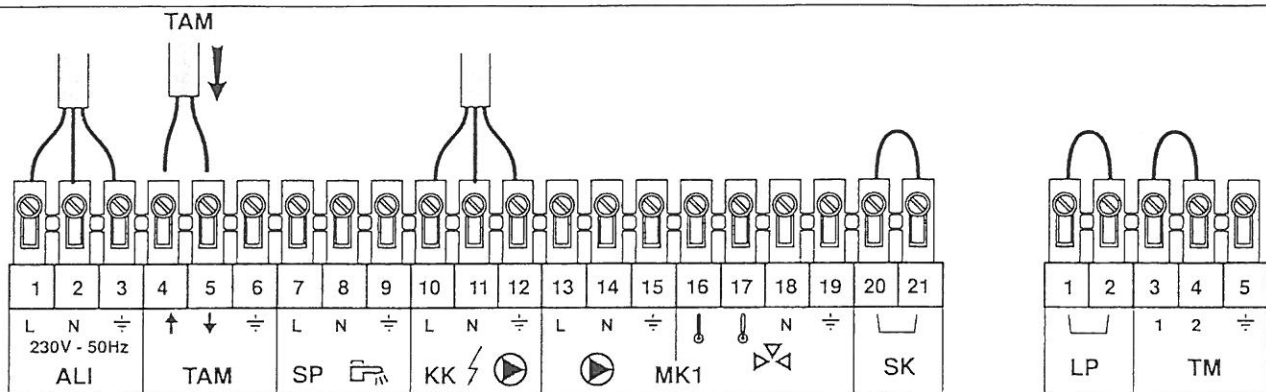 TAM
1 2 3 4 5 6 7 8 9 10 11 12 13 14 15 16 17 18 19 20 21 1 2 3 4 5
L N L N L N L N N 1 2
230V - 50Hz
ALI TAM SP KK MK1 SK LP TM